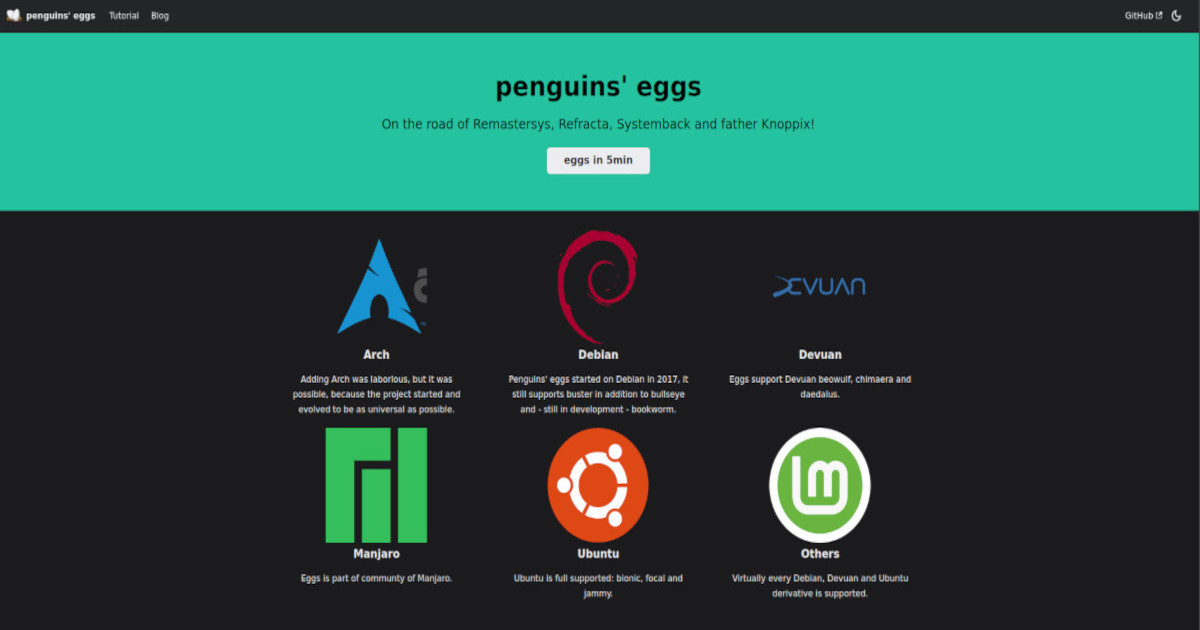 penguins' eggs Tutorial Blog GitHub
penguins' eggs
On the road of Remastersys, Refracta, Systemback and father Knoppix!
eggs in 5min
DEVUAN
Arch
Adding Arch was laborious, but it was
possible, because the project started and
evolved to be as universal as possible.
Debian
Penguins' eggs started on Debian in 2017, it
still supports buster in addition to bullseye
and - still in development - bookworm.
Devuan
Eggs support Devuan beowulf, chimaera and
daedalus.
lm
Manjaro
Eggs is part of communty of Manjaro.
Ubuntu
Ubuntu is full supported: bionic, focal and
jammy.
Others
Virtually every Debian, Devuan and Ubuntu
derivative is supported.